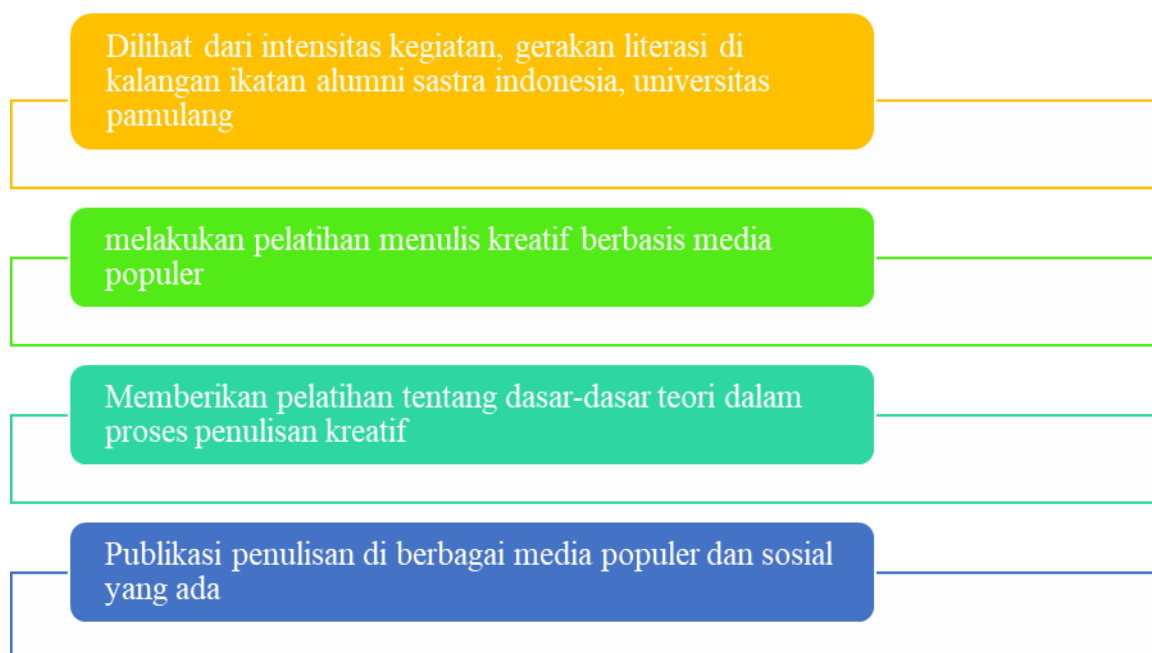 Dilihat dari intensitas kegiatan, gerakan literasi di
kalangan ikatan alumni sastra indonesia, universitas
pamulang
melakukan pelatihan menulis kreatif berbasis media
populer
Memberikan pelatihan tentang dasar-dasar teori dalam
proses penulisan kreatif
Publikasi penulisan di berbagai media populer dan sosial
yang ada